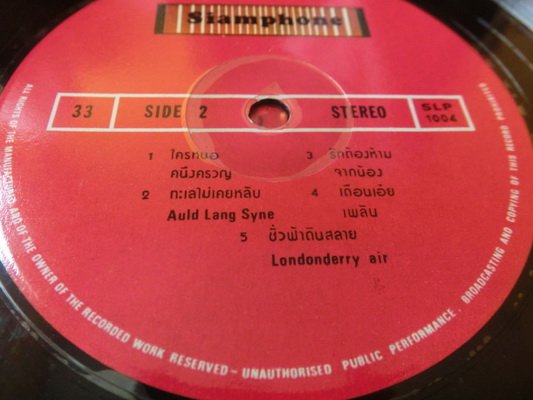 Siamphone
33 SIDE 2 STEREO SLP 1004
1 ใครหนอ
คนึงครวญ
2 ทะเลไม่เคยหลับ
Auld Lang Syne
3 รักต้องห้าม
จากน้อง
4 เดือนเอ๋ย
เพลิน
5 ชั่วฟ้าดินสลาย
Londonderry air
ALL RIGHTS OF THE MANUFACTURER AND OF THE OWNER OF THE RECORDED WORK RESERVED – UNAUTHORISED PUBLIC PERFORMANCE. BROADCASTING AND COPYING OF THIS RECORD PROHIBITED